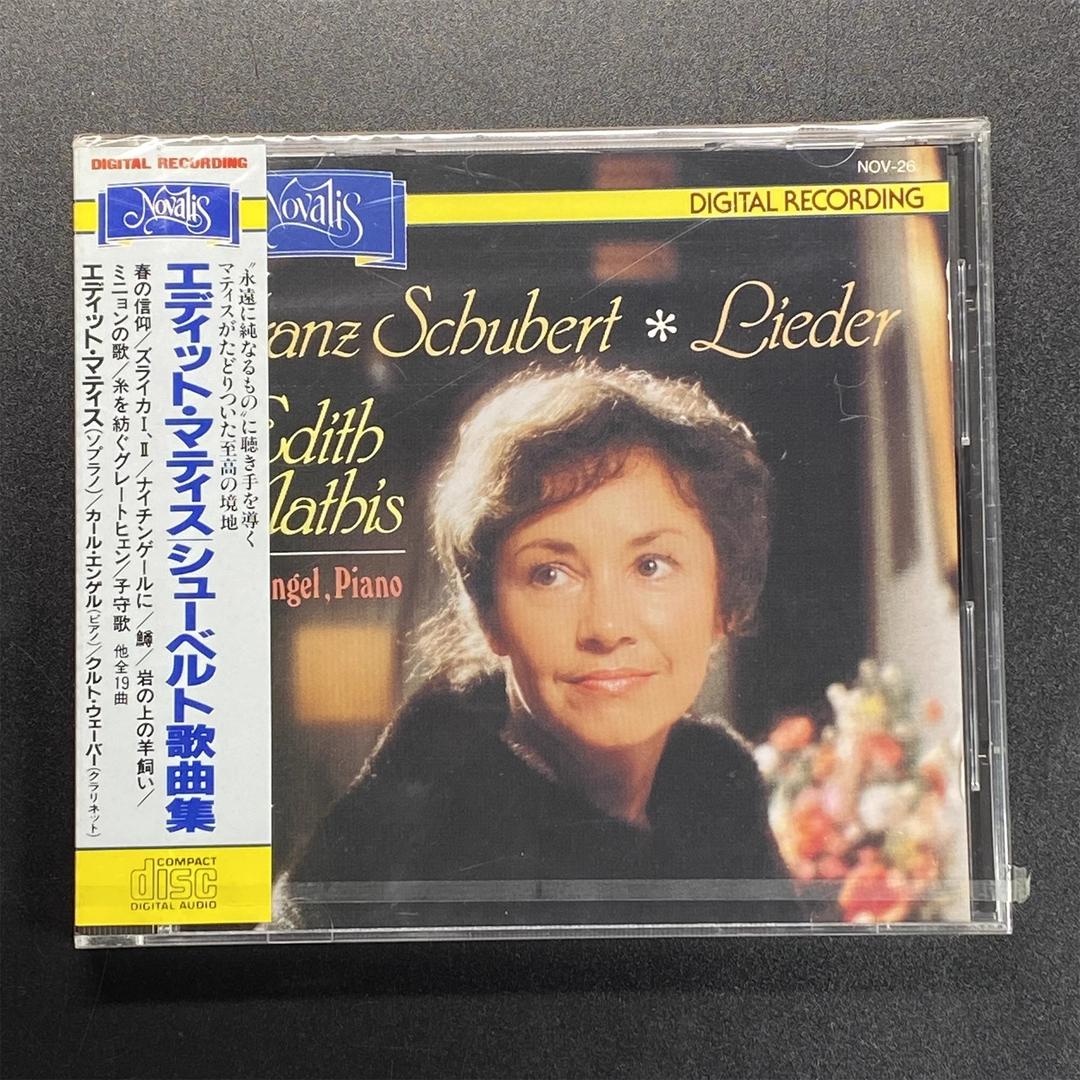 DIGITAL RECORDING
Novalis
“永遠に純なるもの”に聴き手を導く
マティスがたどりついた至高の境地
エディット・マティス/シューベルト歌曲集
春の信仰/ズライカI、II/ナイチンゲールに/鱒/岩の上の羊飼い/
ミニョンの歌/糸を紡ぐグレートヒェン/子守歌 他全19曲
エディット・マティス(ソプラノ)/カール・エンゲル(ピアノ)/クルト・ウェーバー(クラリネット)
COMPACT
disc
DIGITAL AUDIO
NOV-26
DIGITAL RECORDING
Novalis
ranz Schubert * Lieder
Edith
Mathis
ngel, Piano